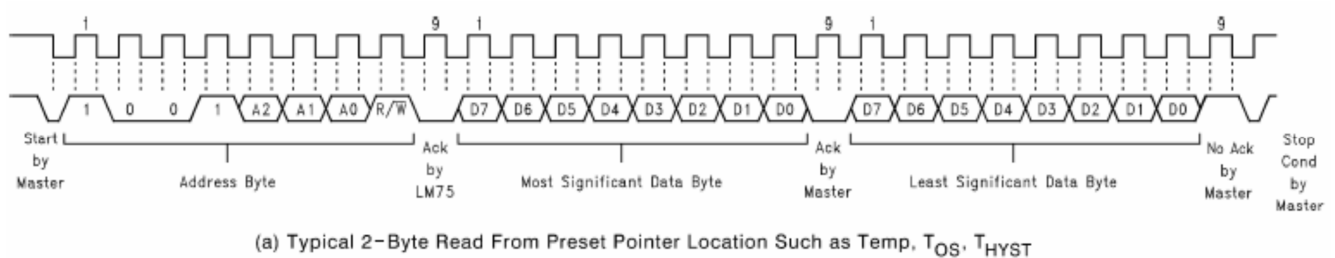 1 9 1 9 1 9
1 0 0 1 A2 A1 A0 R/W D7 D6 D5 D4 D3 D2 D1 D0 D7 D6 D5 D4 D3 D2 D1 D0
Start
by
Master
Address Byte
Ack
by
LM75
Most Significant Data Byte
Ack
by
Master
Least Significant Data Byte
No Ack
by
Master
Stop
Cond
by
Master
(a) Typical 2-Byte Read From Preset Pointer Location Such as Temp, TOS, THYST